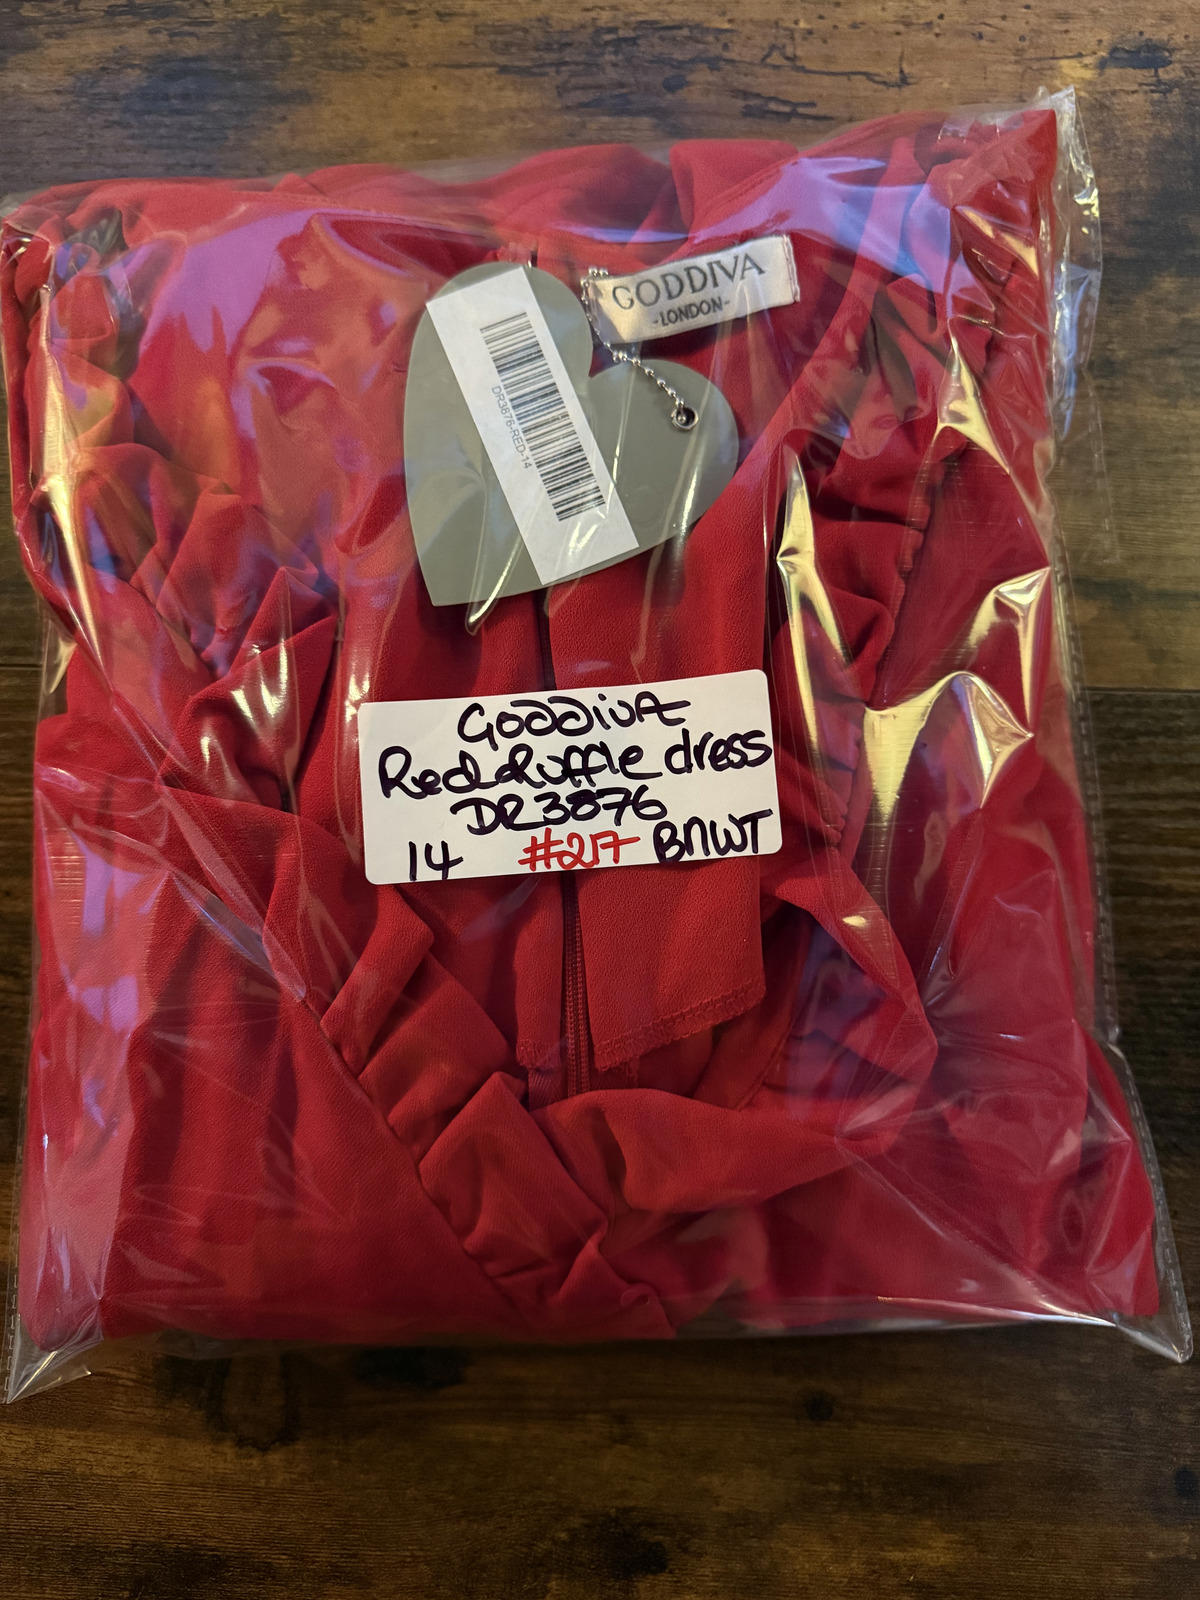 GODDIVA
-LONDON-
DR3876-RED-14
GODDIVA
Red Ruffle dress
DR3876
14 #217 BNWT